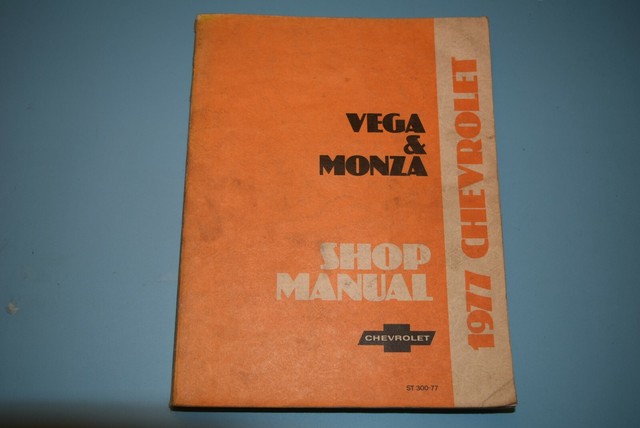 VEGA
&
MONZA
SHOP
MANUAL
CHEVROLET
ST 300-77
1977 CHEVROLET